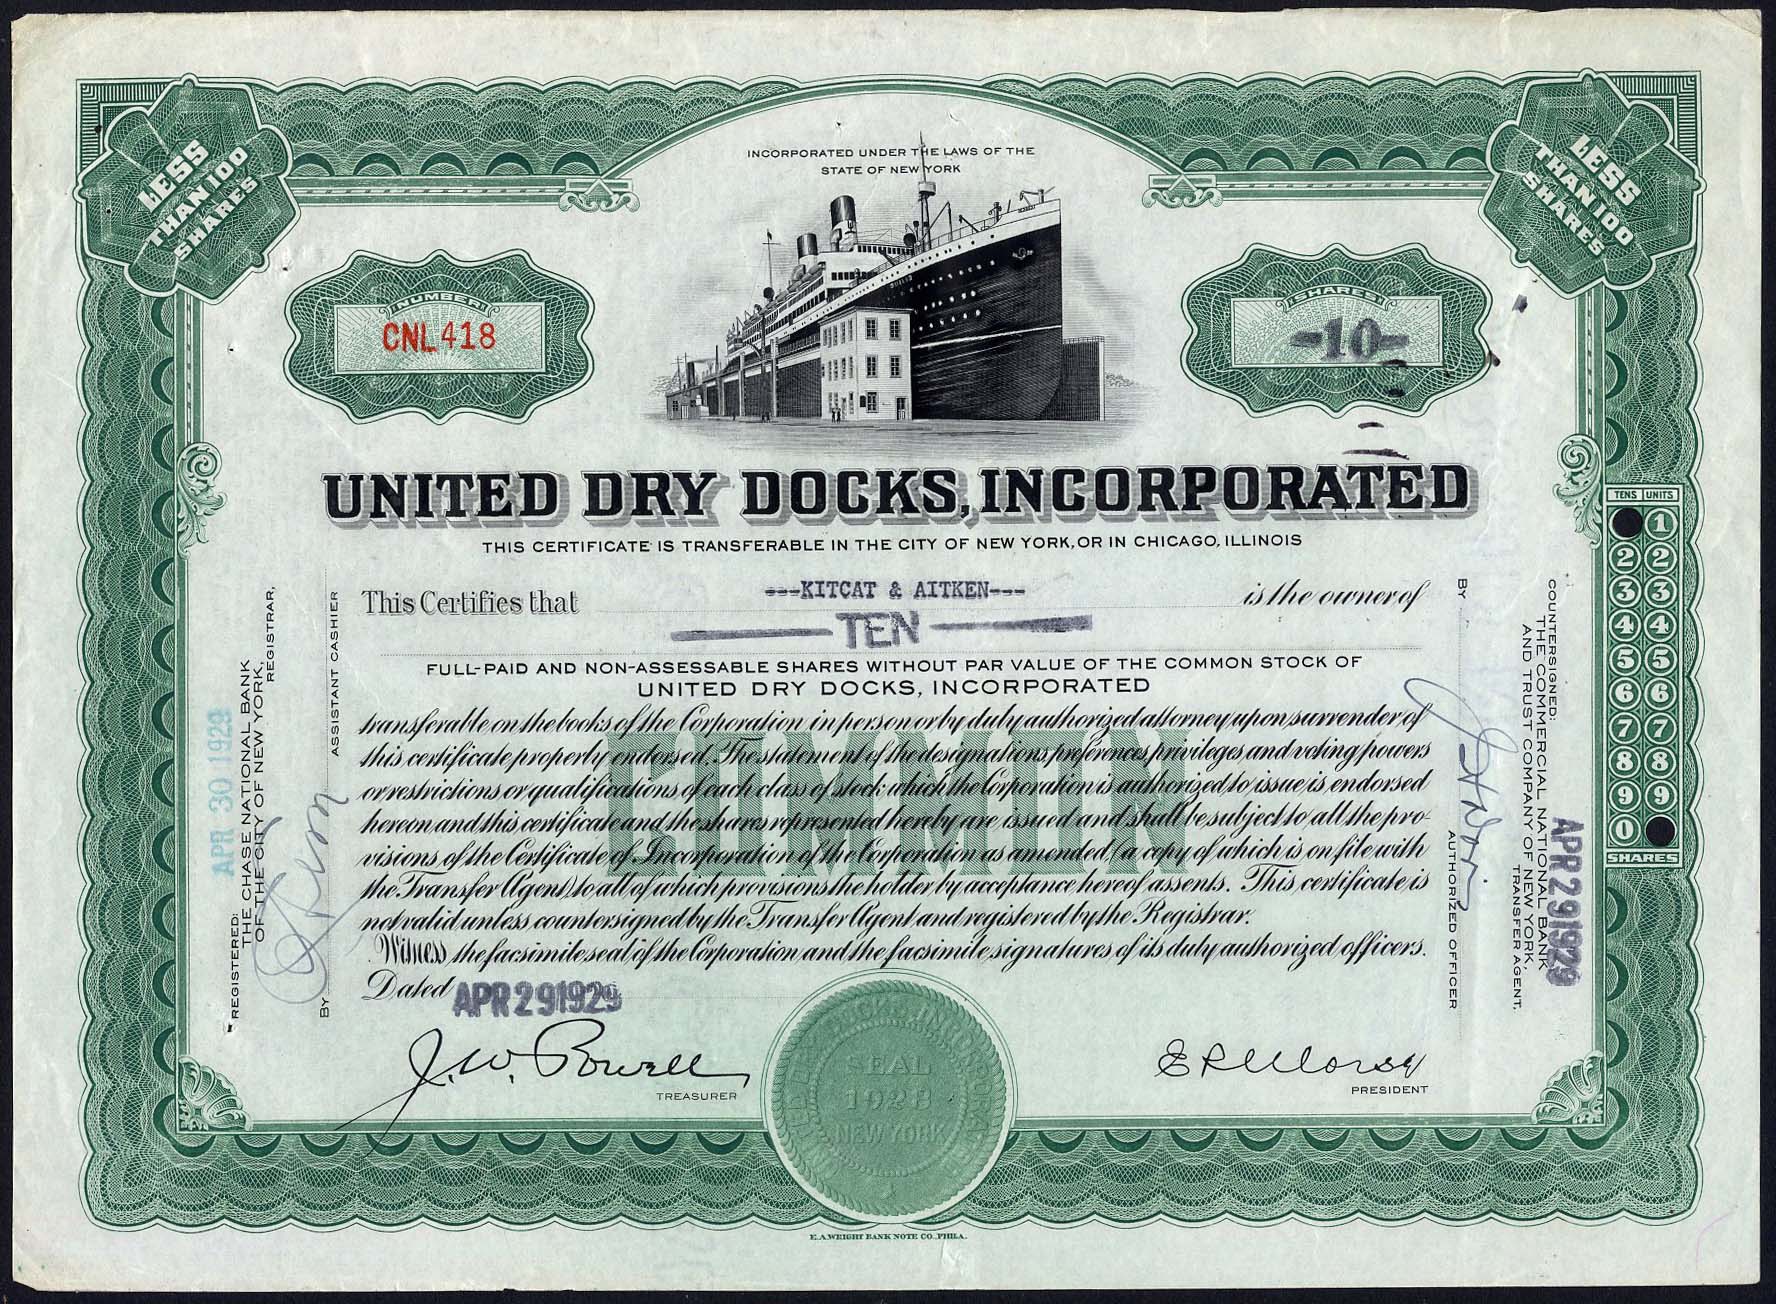 LESS
THAN 100
SHARES
LESS
THAN 100
SHARES
INCORPORATED UNDER THE LAWS OF THE
STATE OF NEW YORK
NUMBER
CNL 418
SHARES
-10-
UNITED DRY DOCKS, INCORPORATED
THIS CERTIFICATE IS TRANSFERABLE IN THE CITY OF NEW YORK, OR IN CHICAGO, ILLINOIS
This Certifies that ---KITCAT & AITKEN--- is the owner of
TEN
FULL-PAID AND NON-ASSESSABLE SHARES WITHOUT PAR VALUE OF THE COMMON STOCK OF
UNITED DRY DOCKS, INCORPORATED
COMMON
transferable on the books of the Corporation in person or by duly authorized attorney upon surrender of
this certificate properly endorsed. The statement of the designations, preferences, privileges and voting powers
or restrictions or qualifications of each class of stock which the Corporation is authorized to issue is endorsed
hereon and this certificate and the shares represented hereby are issued and shall be subject to all the pro-
visions of the Certificate of Incorporation of the Corporation as amended, (a copy of which is on file with
the Transfer Agent) to all of which provisions the holder by acceptance hereof assents. This certificate is
not valid unless countersigned by the Transfer Agent and registered by the Registrar.
Witness the facsimile seal of the Corporation and the facsimile signatures of its duly authorized officers.
Dated APR 29 1929
J. W. Powell
TREASURER
SEAL
NEW YORK
PRESIDENT
APR 30 1929
REGISTERED:
THE CHASE NATIONAL BANK
OF THE CITY OF NEW YORK,
REGISTRAR,
BY
ASSISTANT CASHIER
BY
AUTHORIZED OFFICER
COUNTERSIGNED:
THE COMMERCIAL NATIONAL BANK
AND TRUST COMPANY OF NEW YORK,
TRANSFER AGENT,
APR 29 1929
TENS UNITS
1
2 2
3 3
4 4
5 5
6 6
7 7
8 8
9 9
0
SHARES
E. A. WRIGHT BANK NOTE CO., PHILA.